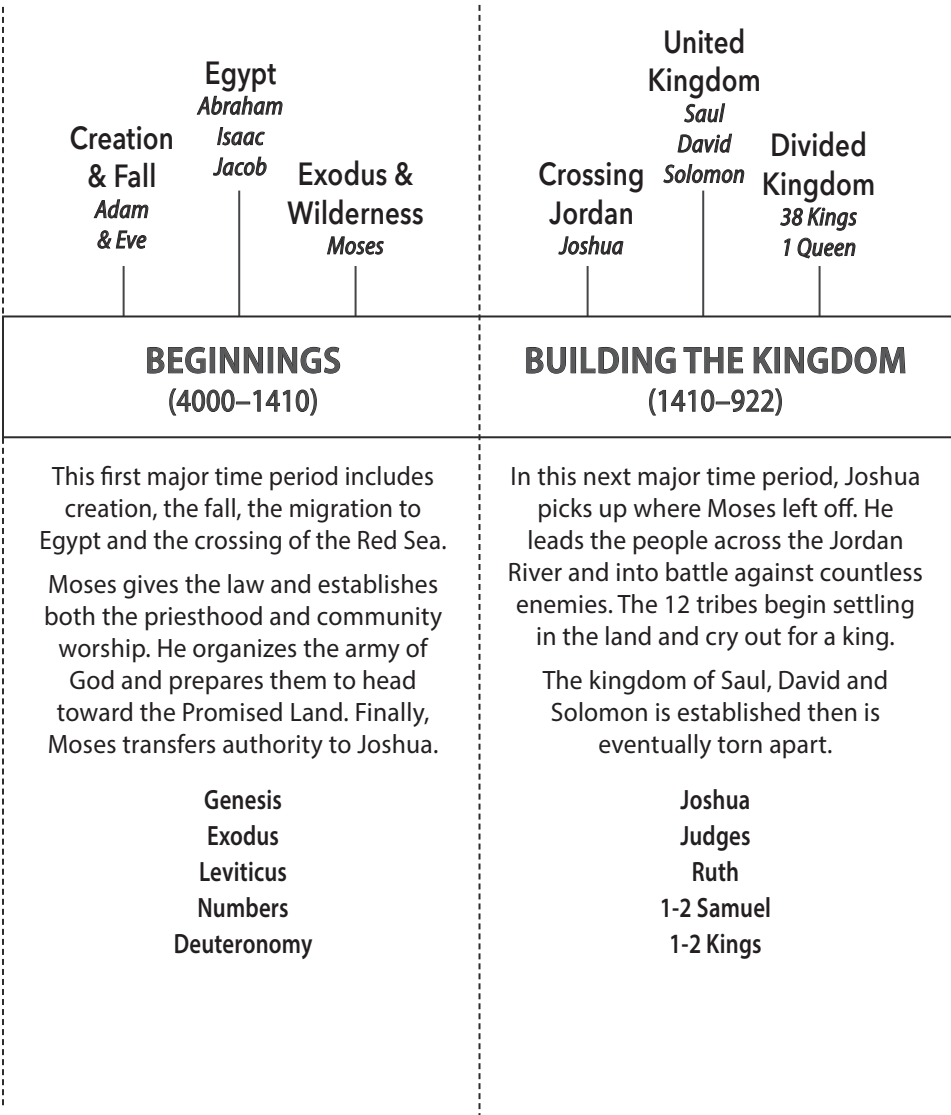 Creation
& Fall
Adam
& Eve
Egypt
Abraham
Isaac
Jacob
Exodus &
Wilderness
Moses
BEGINNINGS
(4000–1410)
This first major time period includes
creation, the fall, the migration to
Egypt and the crossing of the Red Sea.
Moses gives the law and establishes
both the priesthood and community
worship. He organizes the army of
God and prepares them to head
toward the Promised Land. Finally,
Moses transfers authority to Joshua.
Genesis
Exodus
Leviticus
Numbers
Deuteronomy
Crossing
Jordan
Joshua
United
Kingdom
Saul
David
Solomon
Divided
Kingdom
38 Kings
1 Queen
BUILDING THE KINGDOM
(1410–922)
In this next major time period, Joshua
picks up where Moses left off. He
leads the people across the Jordan
River and into battle against countless
enemies. The 12 tribes begin settling
in the land and cry out for a king.
The kingdom of Saul, David and
Solomon is established then is
eventually torn apart.
Joshua
Judges
Ruth
1-2 Samuel
1-2 Kings